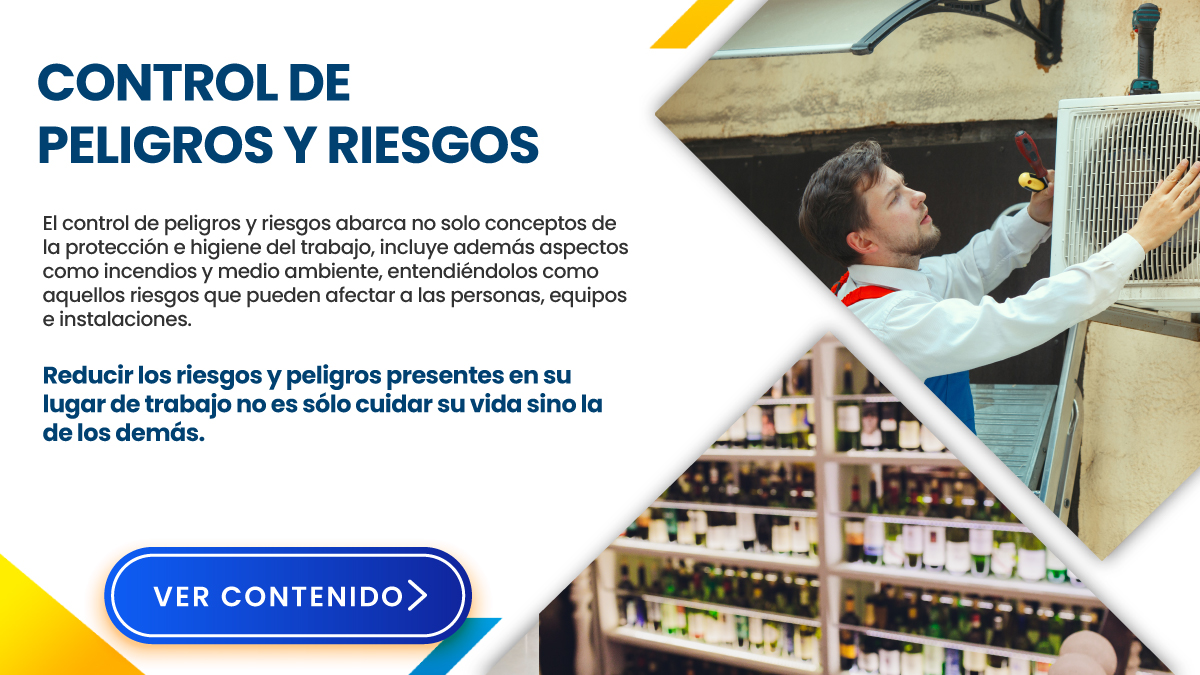 CONTROL DE
PELIGROS Y RIESGOS
El control de peligros y riesgos abarca no solo conceptos de
la protección e higiene del trabajo, incluye además aspectos
como incendios y medio ambiente, entendiéndolos como
aquellos riesgos que pueden afectar a las personas, equipos
e instalaciones.
Reducir los riesgos y peligros presentes en su
lugar de trabajo no es sólo cuidar su vida sino la
de los demás.
VER CONTENIDO